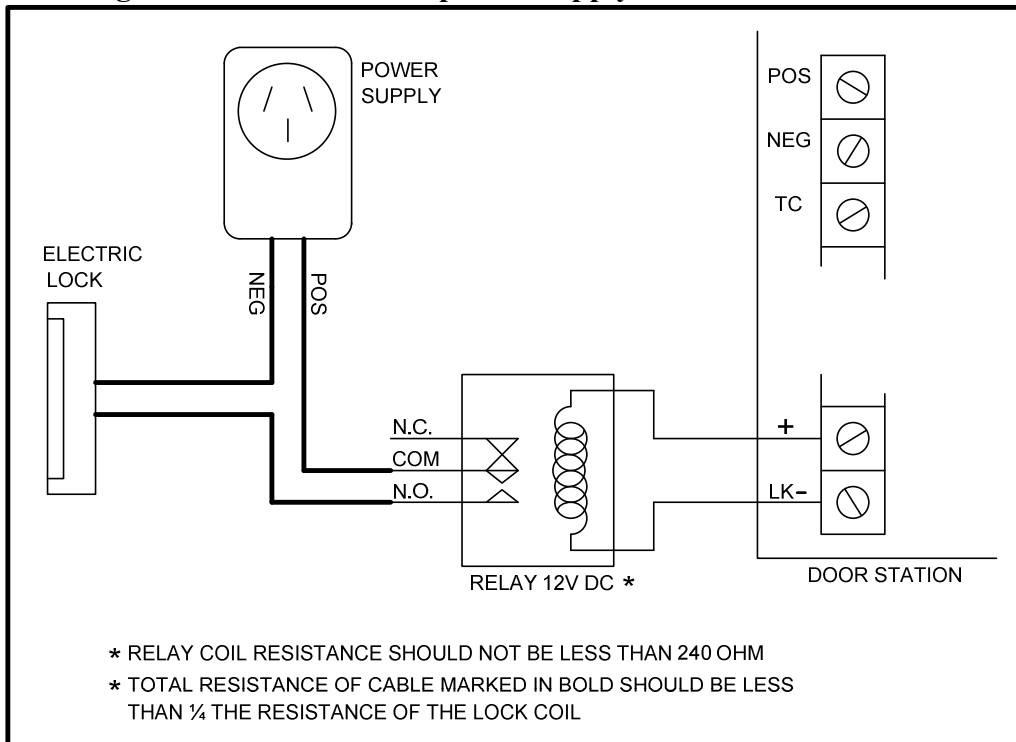 power supply
POWER
SUPPLY
POS
NEG
TC
ELECTRIC
LOCK
NEG
POS
N.C.
COM
N.O.
+
LK-
RELAY 12V DC *
DOOR STATION
* RELAY COIL RESISTANCE SHOULD NOT BE LESS THAN 240 OHM
* TOTAL RESISTANCE OF CABLE MARKED IN BOLD SHOULD BE LESS
THAN ¼ THE RESISTANCE OF THE LOCK COIL